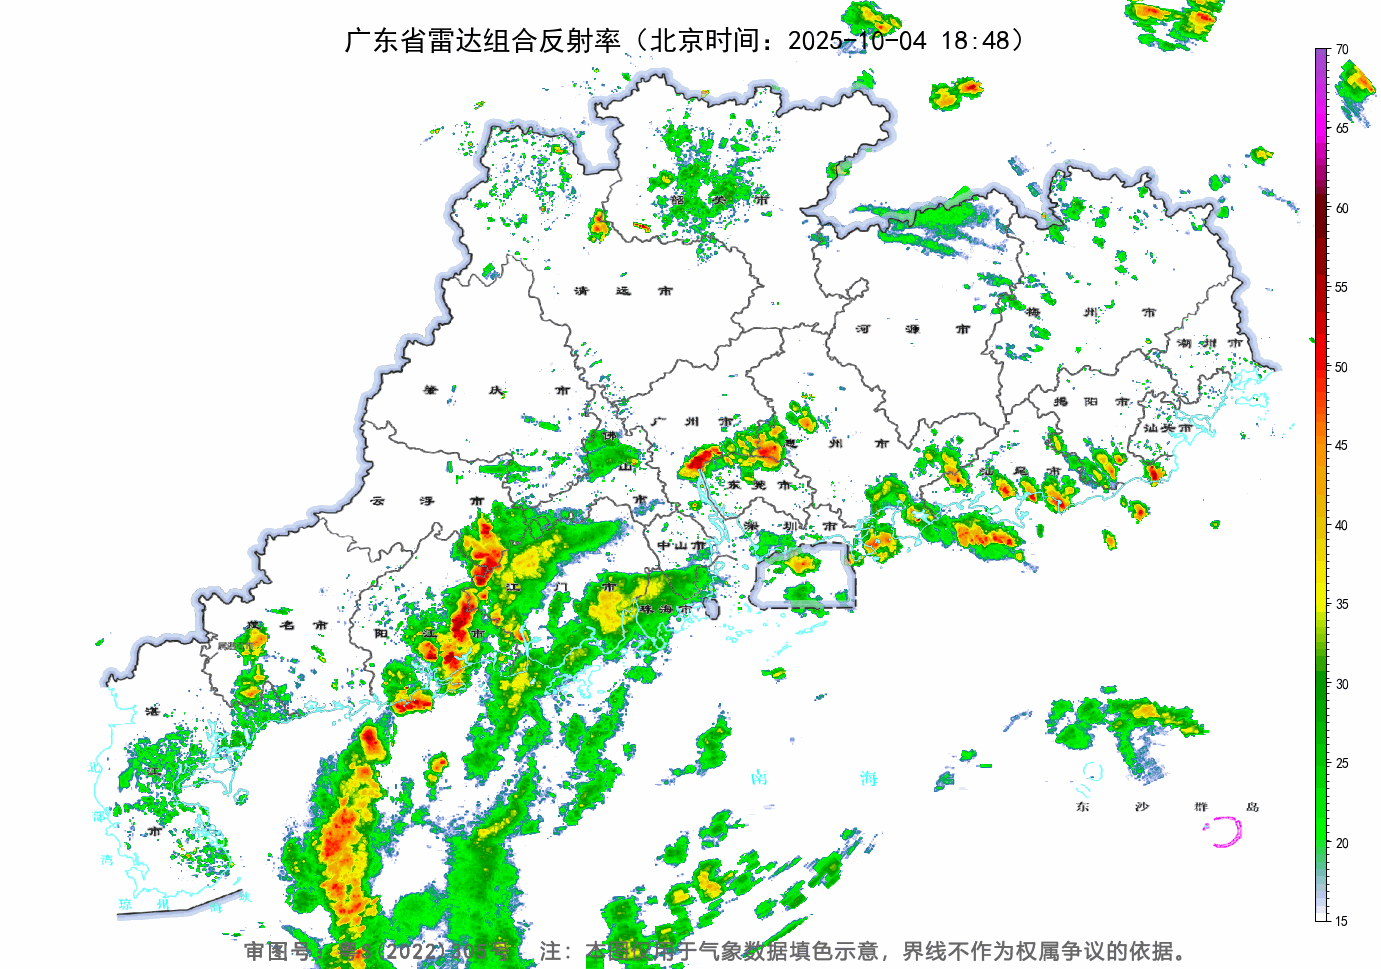 广东省雷达组合反射率（北京时间：2025-10-04 18:48）
70
65
60
55
50
45
40
35
30
25
20
15
韶关市
清远市
河源市
梅州市
潮州市
肇庆市
广州市
惠州市
揭阳市
汕头市
佛山市
东莞市
汕尾市
云浮市
深圳市
中山市
江门市
珠海市
茂名市
阳江市
湛江市
北部湾
南海
东沙群岛
琼州海峡
审图号 (2022) 号 注：本图仅用于气象数据填色示意，界线不作为权属争议的依据。